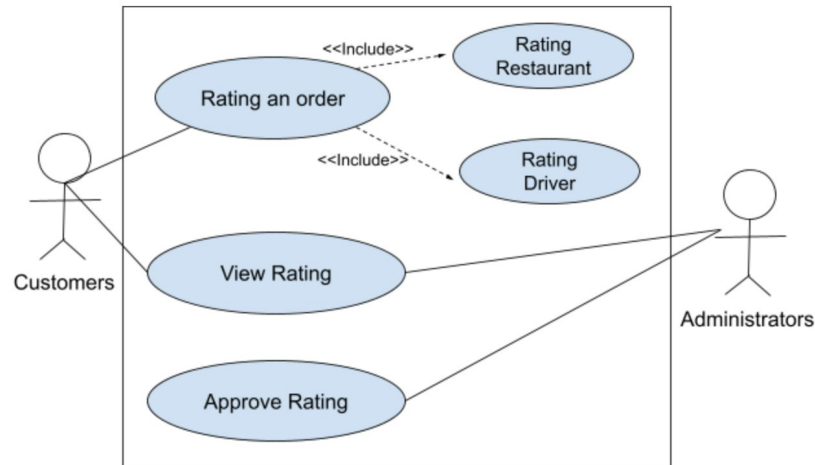 <<Include>>
Rating
Restaurant
Rating an order
<<Include>>
Rating
Driver
Customers
View Rating
Administrators
Approve Rating